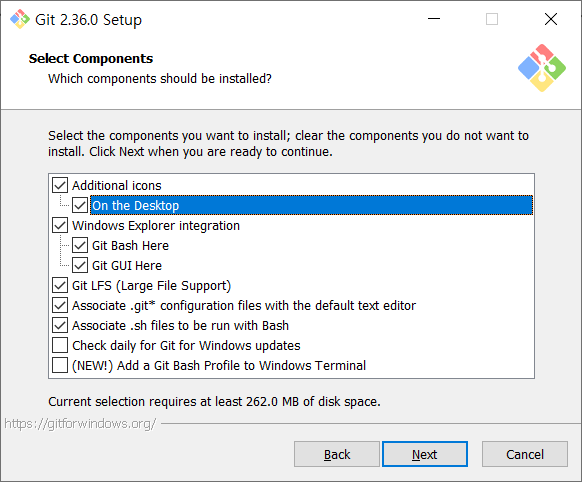 Git 2.36.0 Setup
Select Components
Which components should be installed?
Select the components you want to install; clear the components you do not want to
install. Click Next when you are ready to continue.
Additional icons
On the Desktop
Windows Explorer integration
Git Bash Here
Git GUI Here
Git LFS (Large File Support)
Associate .git* configuration files with the default text editor
Associate .sh files to be run with Bash
Check daily for Git for Windows updates
(NEW!) Add a Git Bash Profile to Windows Terminal
Current selection requires at least 262.0 MB of disk space.
https://gitforwindows.org/
Back
Next
Cancel